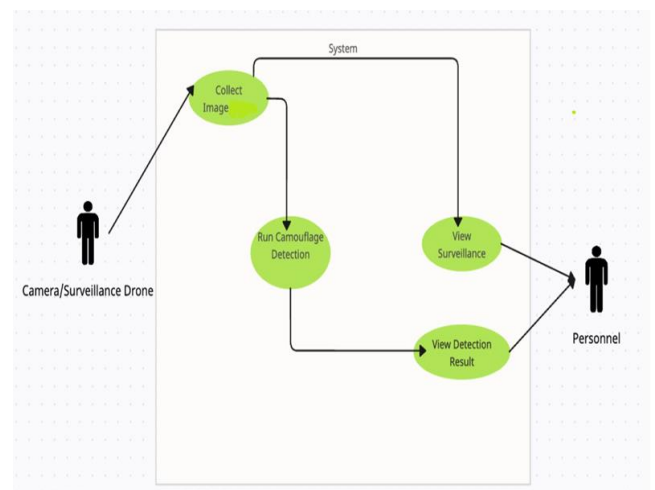 System
Collect
Image
Run Camouflage
Detection
View
Surveillance
Camera/Surveillance Drone
Personnel
View Detection
Result